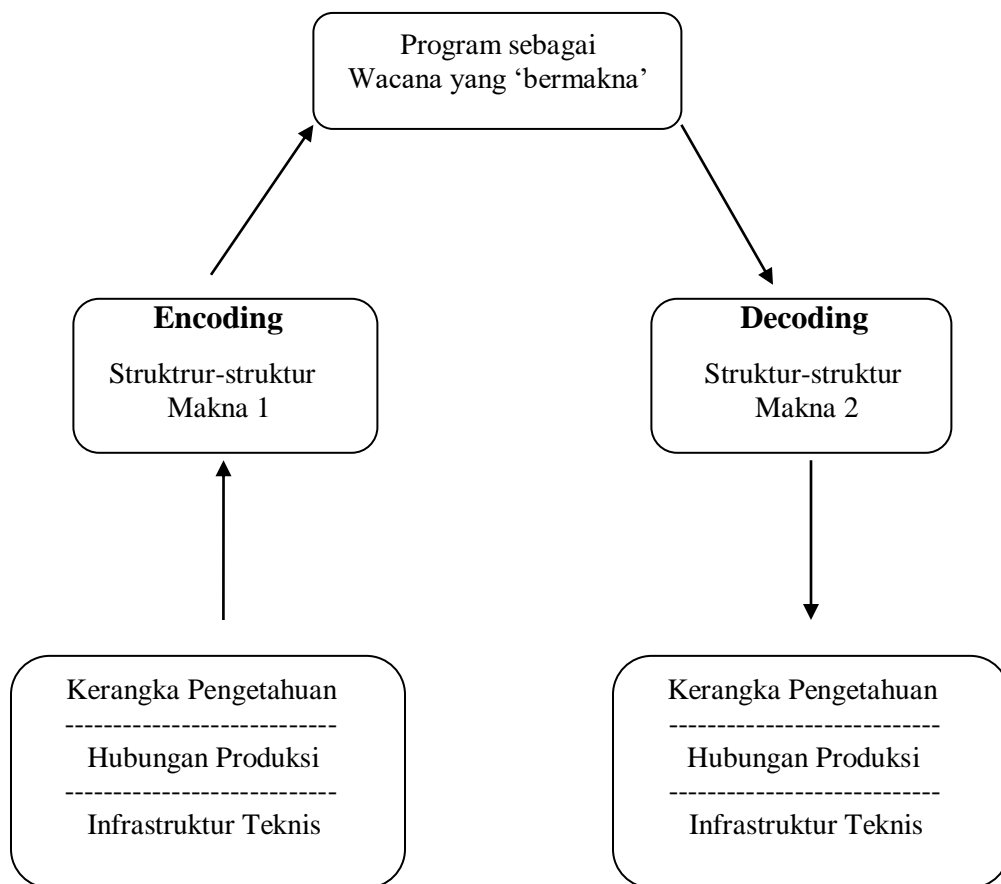 Program sebagai
Wacana yang ‘bermakna’
Encoding
Struktrur-struktur
Makna 1
Decoding
Struktur-struktur
Makna 2
Kerangka Pengetahuan
----------------------------
Hubungan Produksi
----------------------------
Infrastruktur Teknis
Kerangka Pengetahuan
----------------------------
Hubungan Produksi
----------------------------
Infrastruktur Teknis